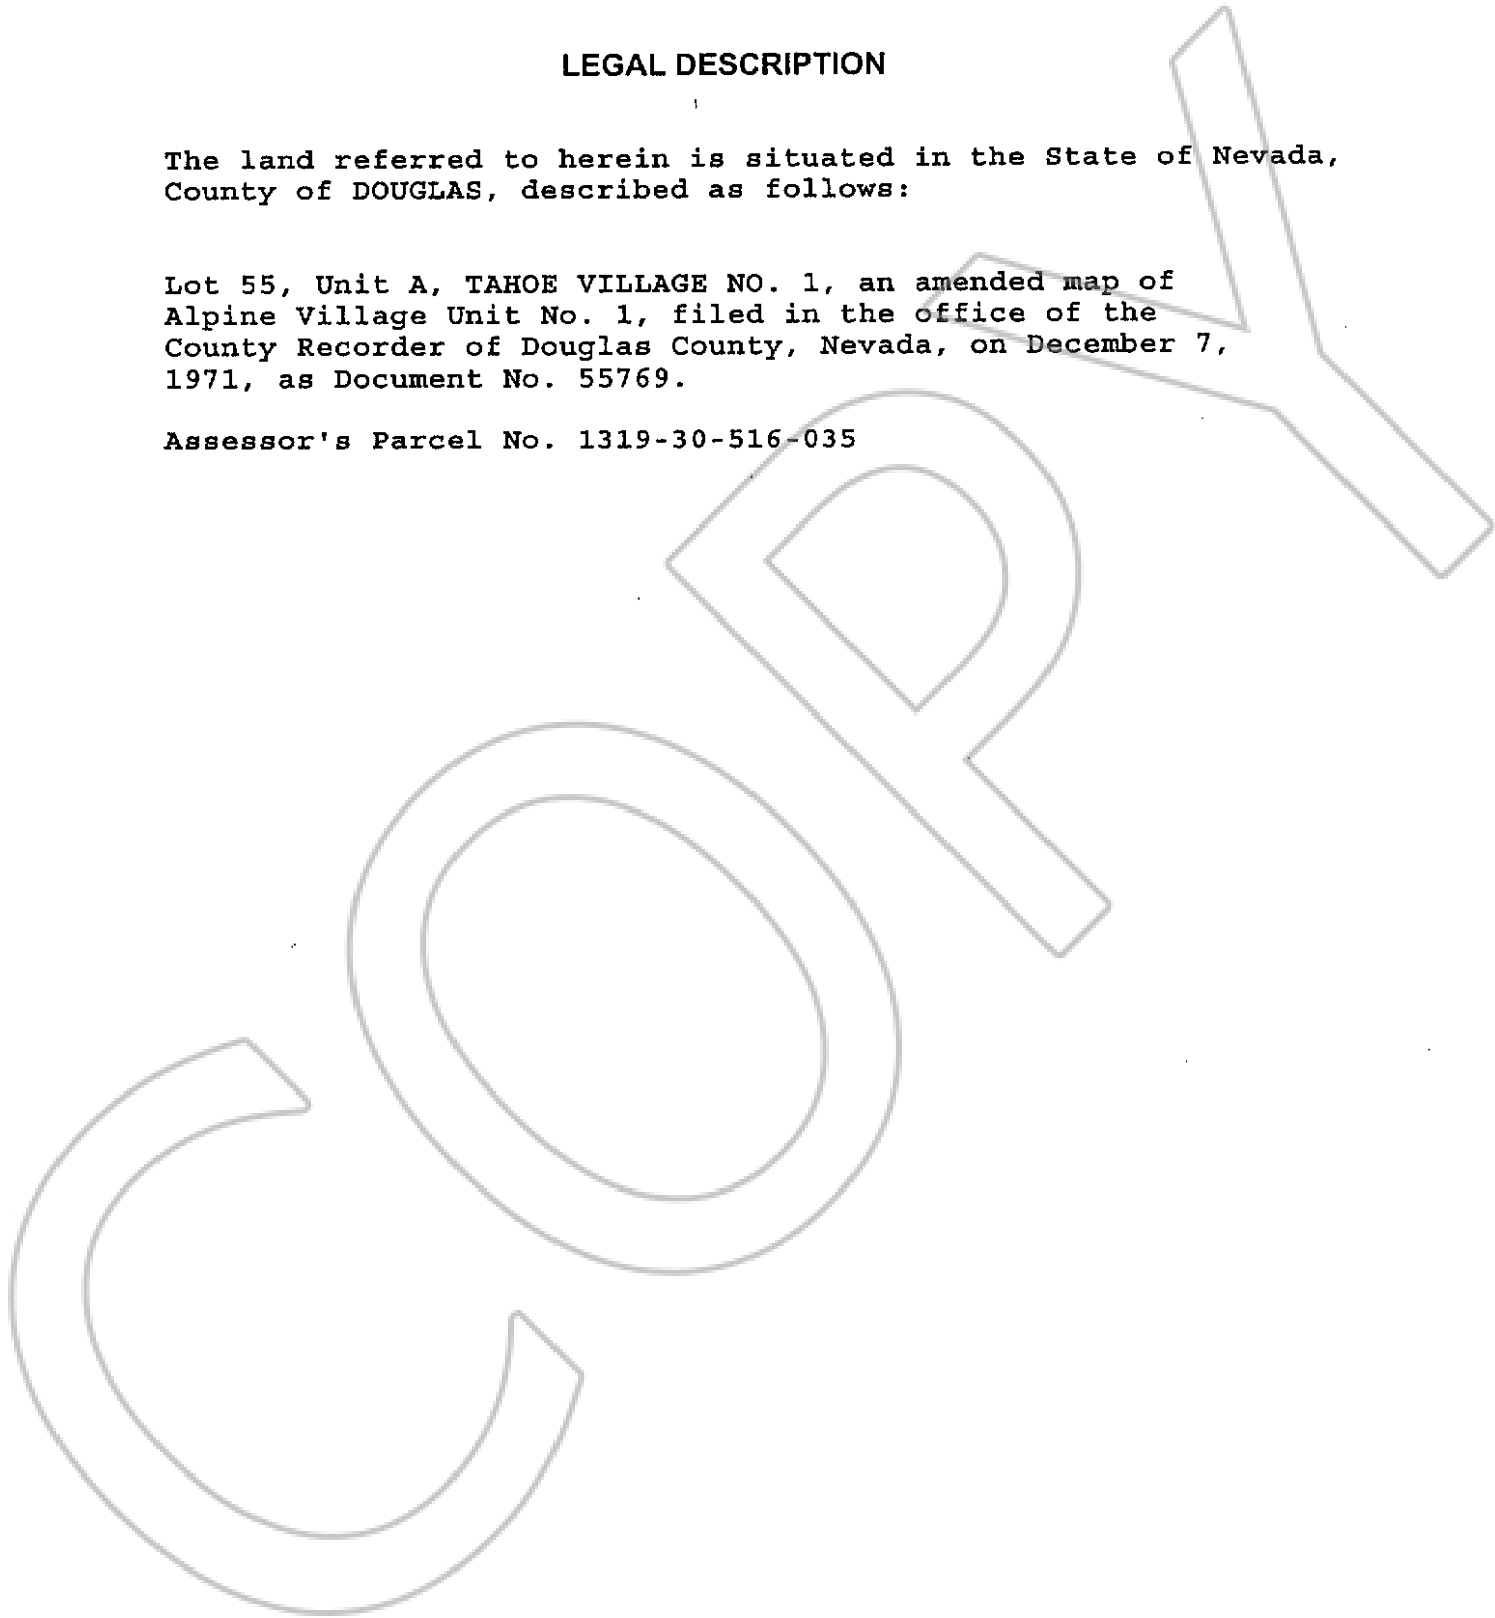 LEGAL DESCRIPTION
The land referred to herein is situated in the State of Nevada,
County of DOUGLAS, described as follows:
Lot 55, Unit A, TAHOE VILLAGE NO. 1, an amended map of
Alpine Village Unit No. 1, filed in the office of the
County Recorder of Douglas County, Nevada, on December 7,
1971, as Document No. 55769.
Assessor's Parcel No. 1319-30-516-035
COPY